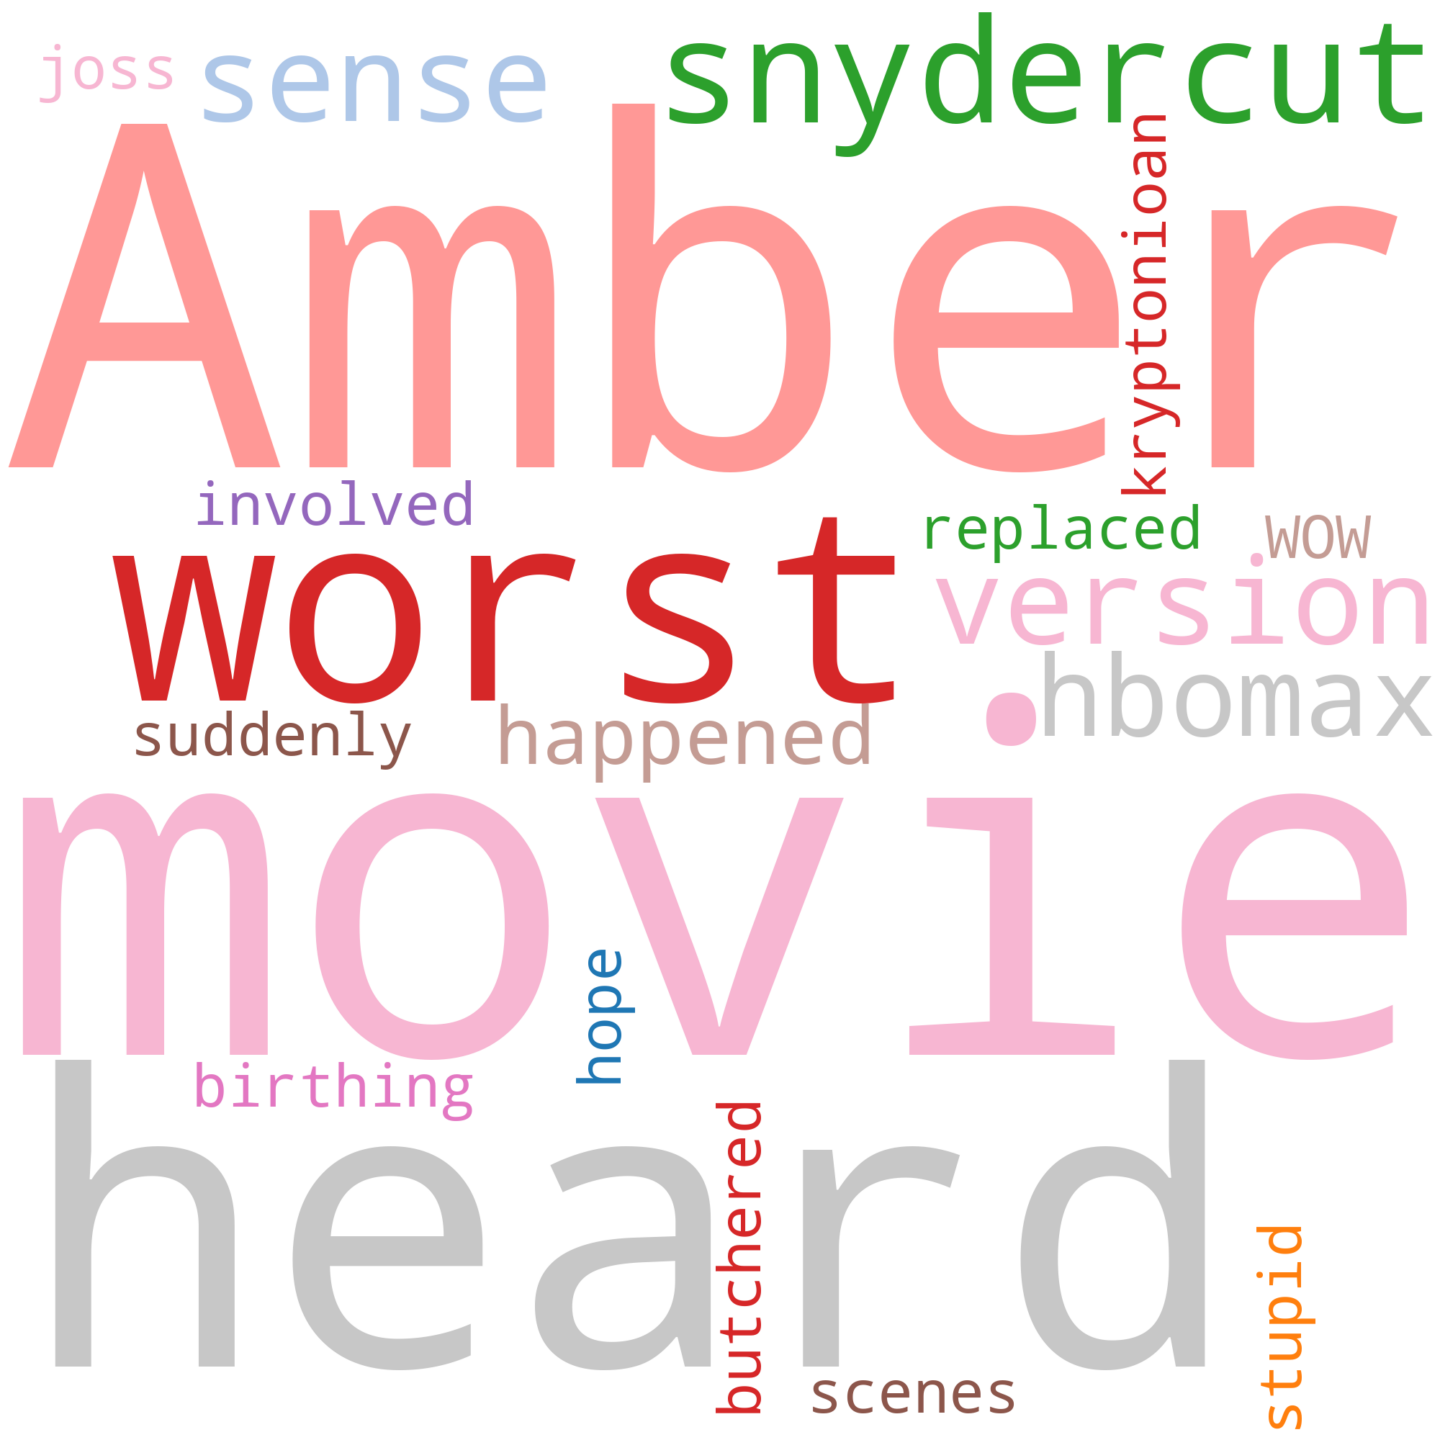 joss
sense
snydercut
Amber
kryptonioan
involved
replaced
WOW
worst
version
hbomax
suddenly
happened
movie
hope
birthing
heard
butchered
stupid
scenes